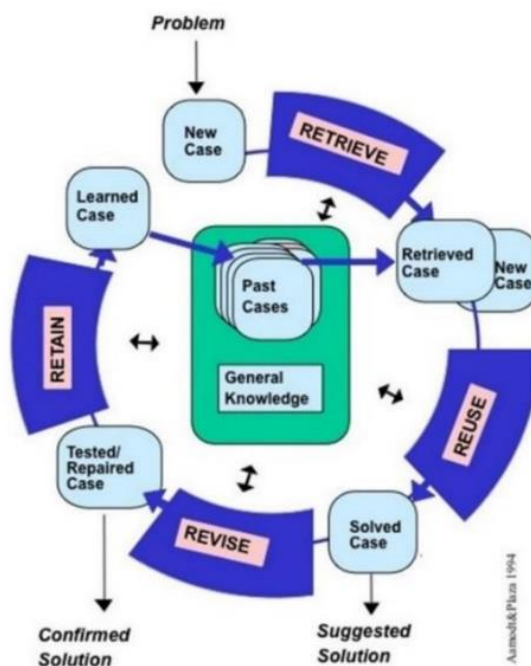 Problem
New
Case
RETRIEVE
Learned
Case
Retrieved
Case
New
Case
Past
Cases
General
Knowledge
RETAIN
REUSE
Tested/
Repaired
Case
REVISE
Solved
Case
Confirmed
Solution
Suggested
Solution
Aamodt&Plaza 1994